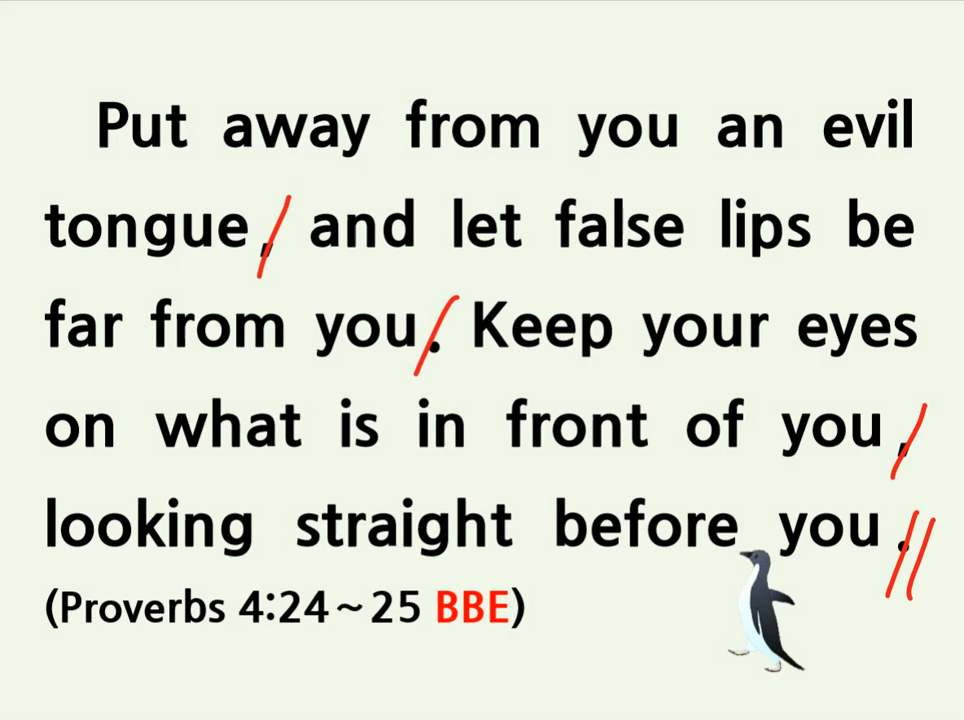 Put away from you an evil
tongue, and let false lips be
far from you. Keep your eyes
on what is in front of you,
looking straight before you.
(Proverbs 4:24~25 BBE)